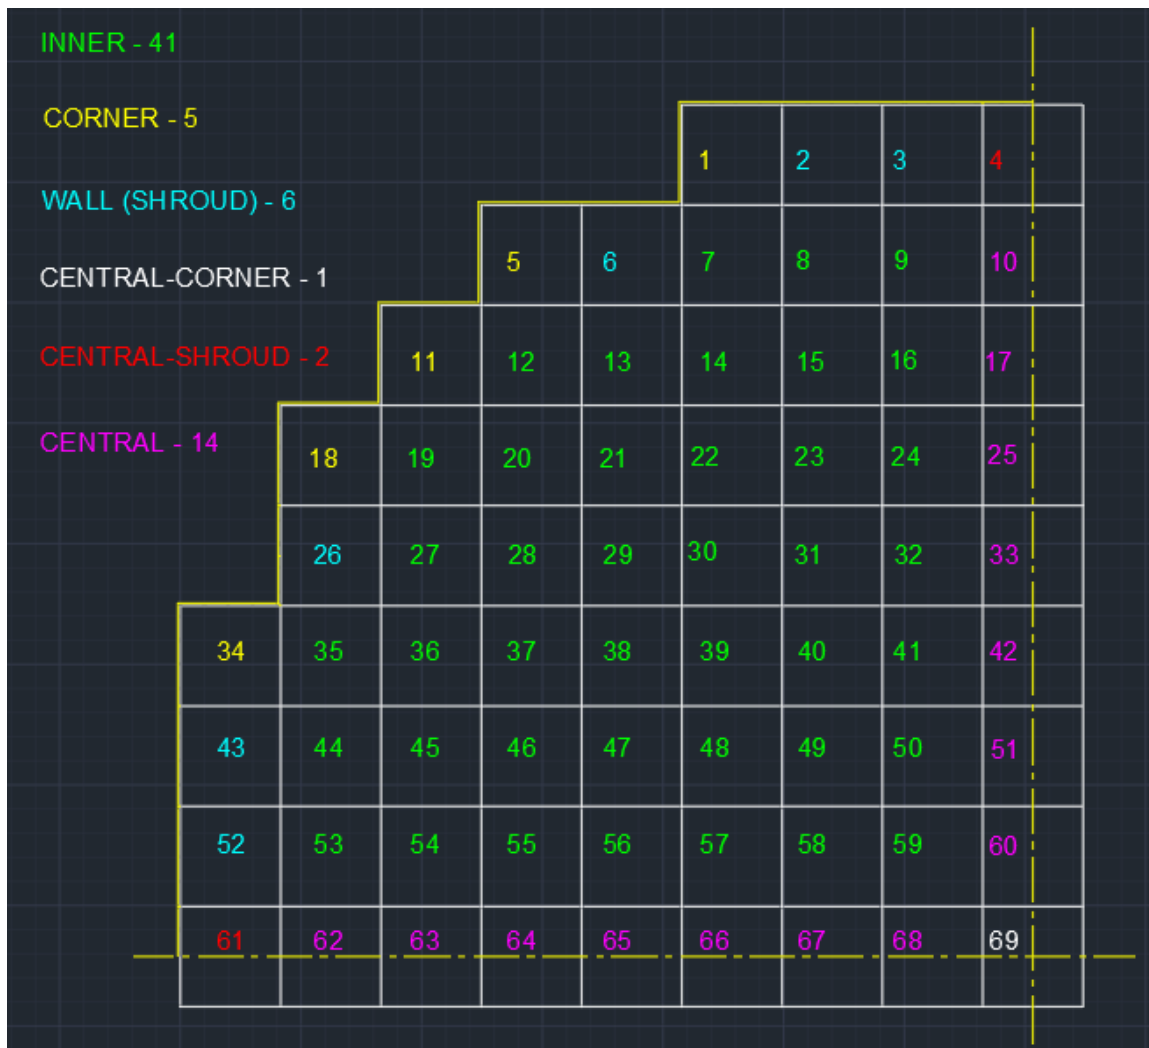 INNER - 41
CORNER - 5
WALL (SHROUD) - 6
CENTRAL-CORNER - 1
CENTRAL-SHROUD - 2
CENTRAL - 14
1 2 3 4
5 6 7 8 9 10
11 12 13 14 15 16 17
18 19 20 21 22 23 24 25
26 27 28 29 30 31 32 33
34 35 36 37 38 39 40 41 42
43 44 45 46 47 48 49 50 51
52 53 54 55 56 57 58 59 60
61 62 63 64 65 66 67 68 69